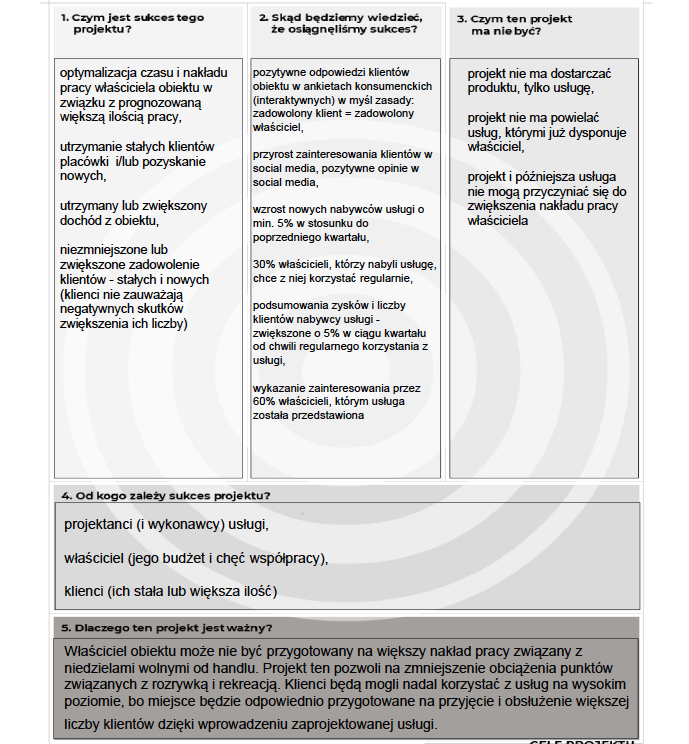 1. Czym jest sukces tego
projektu?
optymalizacja czasu i nakładu
pracy właściciela obiektu w
związku z prognozowaną
większą ilością pracy,
utrzymanie stałych klientów
placówki i/lub pozyskanie
nowych,
utrzymany lub zwiększony
dochód z obiektu,
niezmniejszone lub
zwiększone zadowolenie
klientów - stałych i nowych
(klienci nie zauważają
negatywnych skutków
zwiększenia ich liczby)
2. Skąd będziemy wiedzieć,
że osiągnęliśmy sukces?
pozytywne odpowiedzi klientów
obiektu w ankietach konsumenckich
(interaktywnych) w myśl zasady:
zadowolony klient = zadowolony
właściciel,
przyrost zainteresowania klientów w
social media, pozytywne opinie w
social media,
wzrost nowych nabywców usługi o
min. 5% w stosunku do
poprzedniego kwartału,
30% właścicieli, którzy nabyli usługę,
chce z niej korzystać regularnie,
podsumowania zysków i liczby
klientów nabywcy usługi -
zwiększone o 5% w ciągu kwartału
od chwili regularnego korzystania z
usługi,
wykazanie zainteresowania przez
60% właścicieli, którym usługa
została przedstawiona
3. Czym ten projekt
ma nie być?
projekt nie ma dostarczać
produktu, tylko usługę,
projekt nie ma powielać
usług, którymi już dysponuje
właściciel,
projekt i późniejsza usługa
nie mogą przyczyniać się do
zwiększenia nakładu pracy
właściciela
4. Od kogo zależy sukces projektu?
projektanci (i wykonawcy) usługi,
właściciel (jego budżet i chęć współpracy),
klienci (ich stała lub większa ilość)
5. Dlaczego ten projekt jest ważny?
Właściciel obiektu może nie być przygotowany na większy nakład pracy związany z
niedzielami wolnymi od handlu. Projekt ten pozwoli na zmniejszenie obciążenia punktów
związanych z rozrywką i rekreacją. Klienci będą mogli nadal korzystać z usług na wysokim
poziomie, bo miejsce będzie odpowiednio przygotowane na przyjęcie i obsłużenie większej
liczby klientów dzięki wprowadzeniu zaprojektowanej usługi.
CELE PROJEKTU